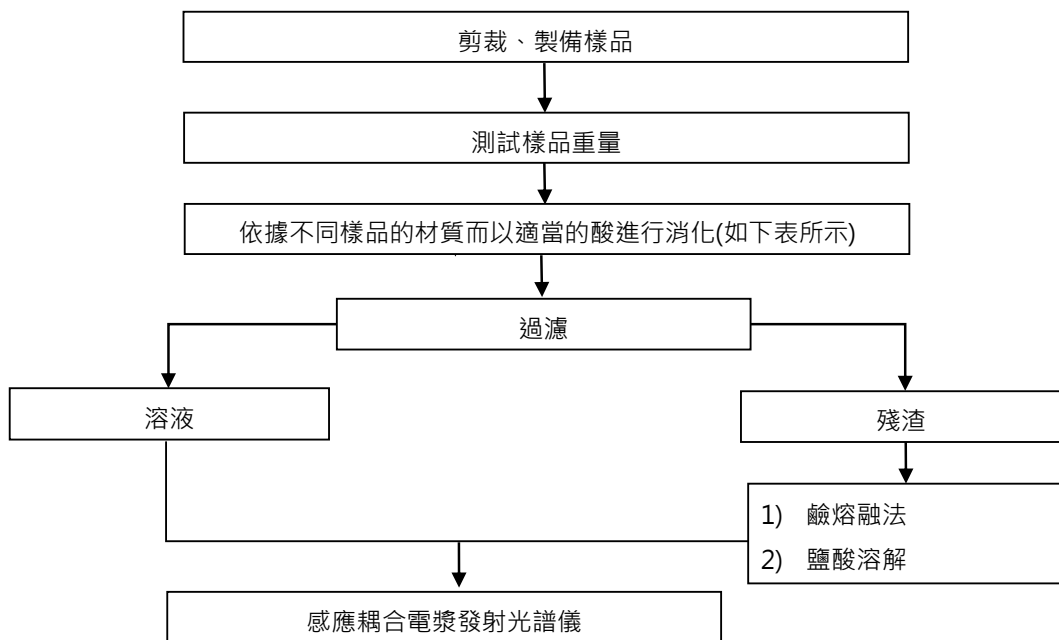 剪裁、製備樣品
測試樣品重量
依據不同樣品的材質而以適當的酸進行消化(如下表所示)
過濾
溶液
殘渣
1) 鹼熔融法
2) 鹽酸溶解
感應耦合電漿發射光譜儀